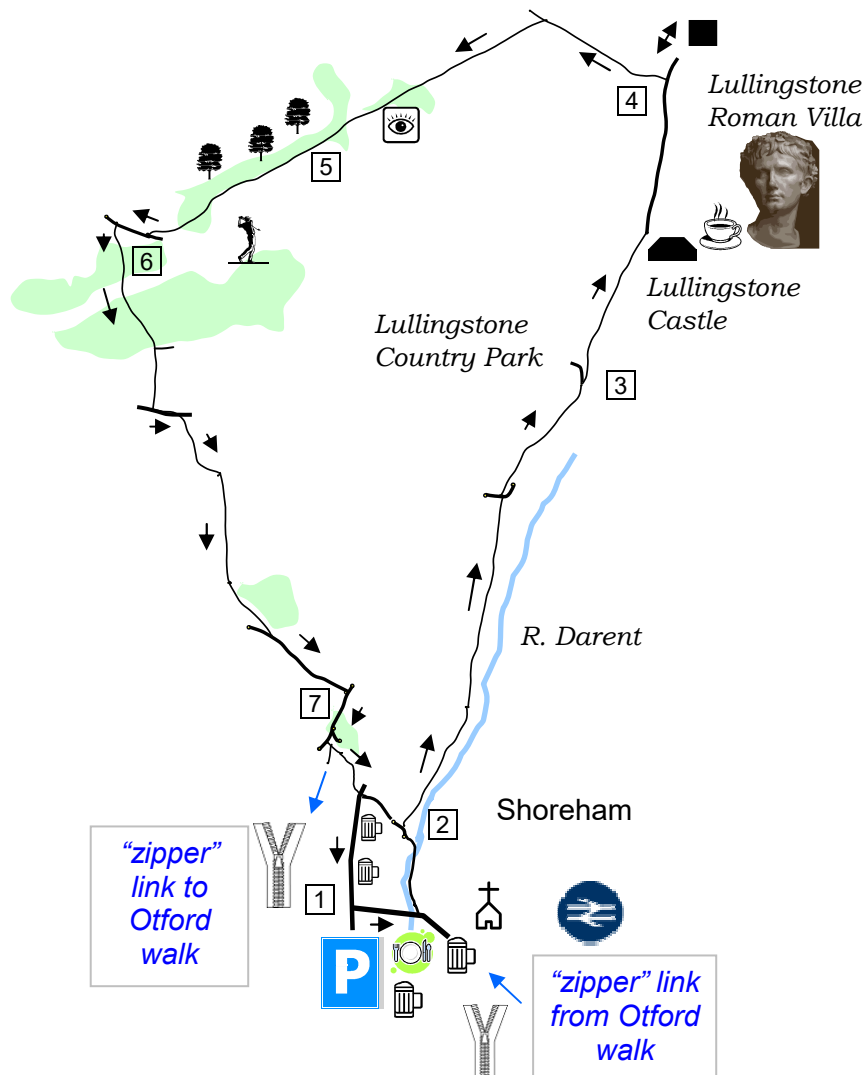 4
Lullingstone
Roman Villa
5
6
Lullingstone
Castle
Lullingstone
Country Park
3
R. Darent
7
2
Shoreham
“zipper”
link to
Otford
walk
1
P
“zipper” link
from Otford
walk